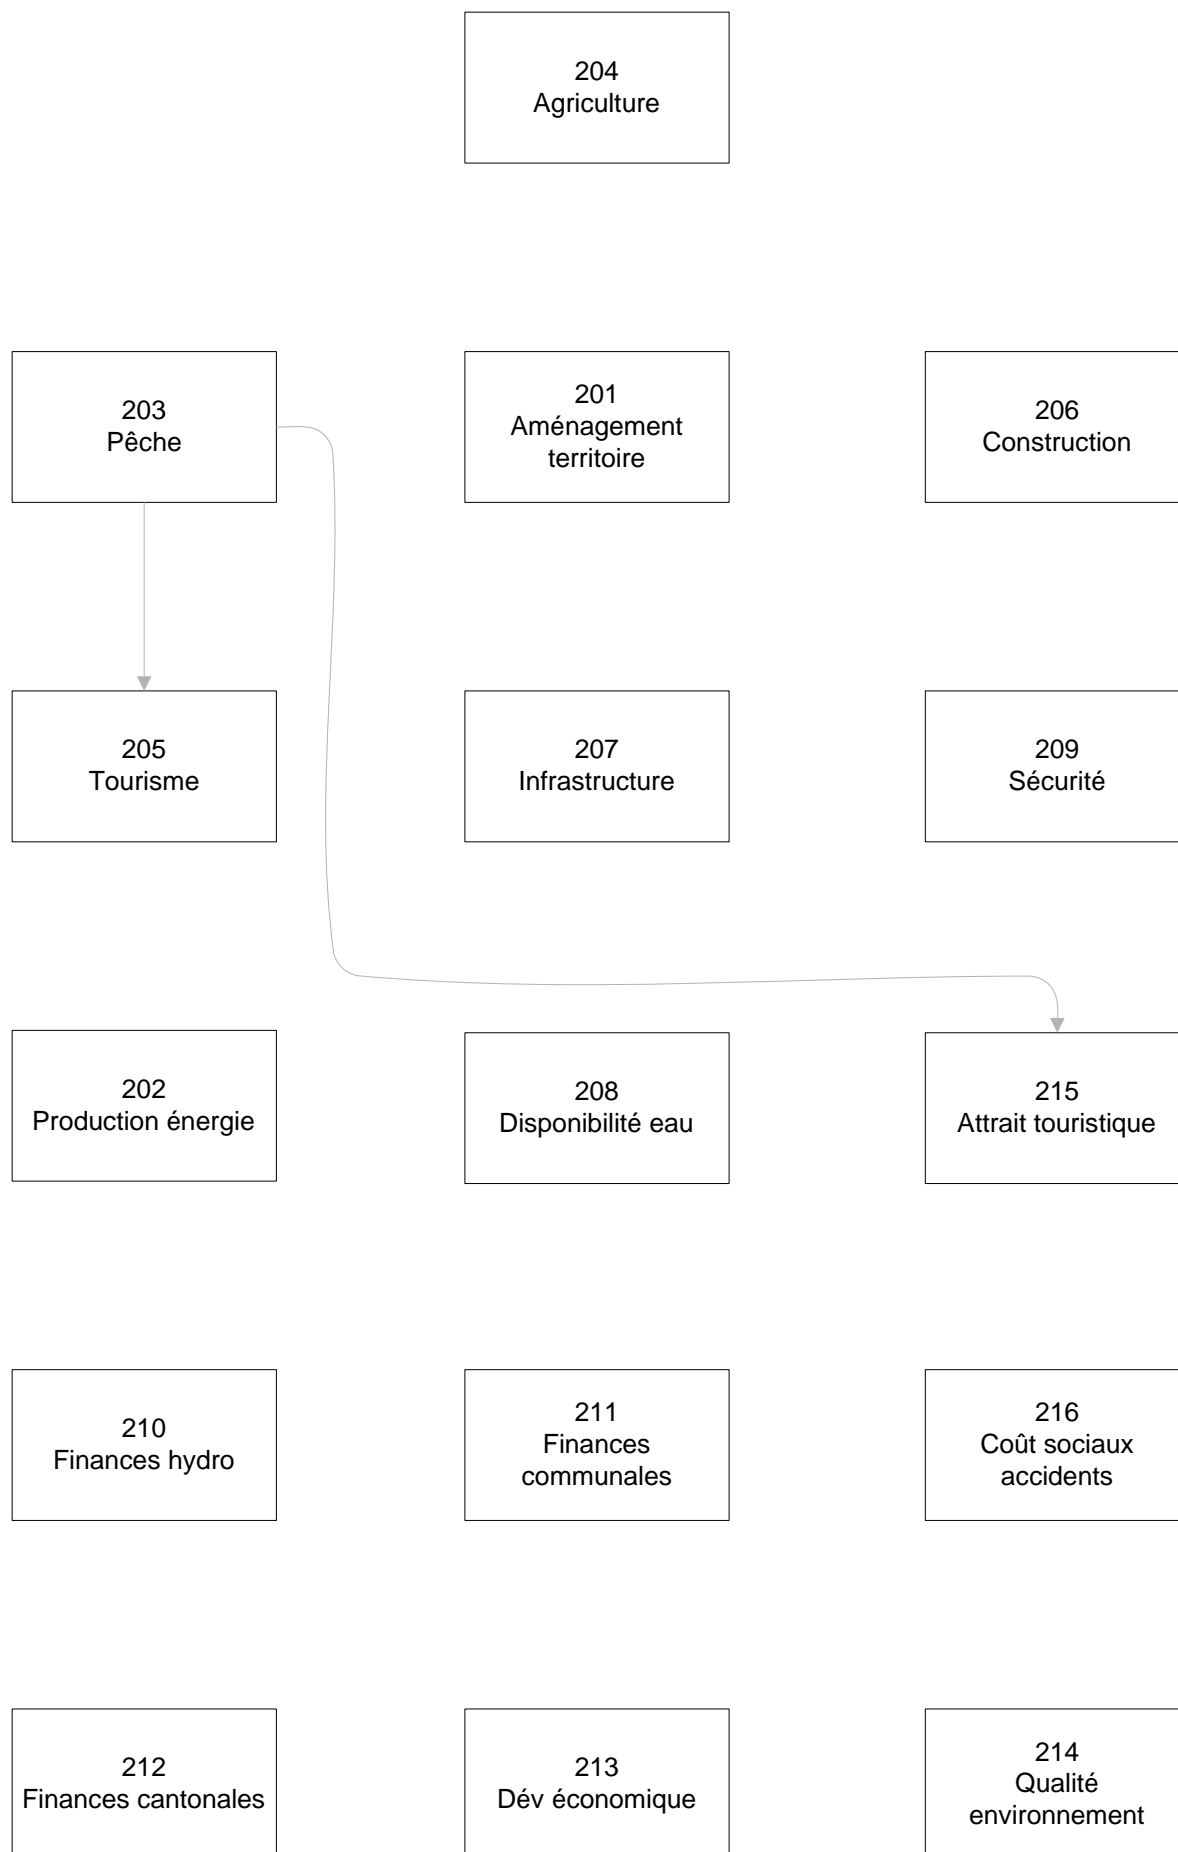 204
Agriculture
203
Pêche
201
Aménagement
territoire
206
Construction
205
Tourisme
207
Infrastructure
209
Sécurité
202
Production énergie
208
Disponibilité eau
215
Attrait touristique
210
Finances hydro
211
Finances
communales
216
Coût sociaux
accidents
212
Finances cantonales
213
Dév économique
214
Qualité
environnement